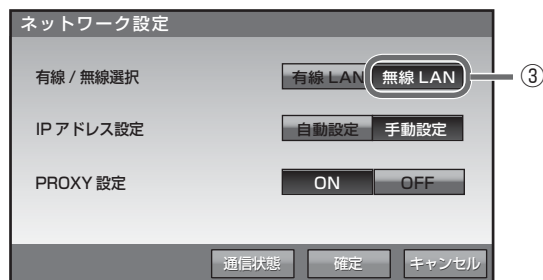 ネットワーク設定
有線 / 無線選択 有線 LAN 無線 LAN ③
IP アドレス設定 自動設定 手動設定
PROXY 設定 ON OFF
通信状態 確定 キャンセル